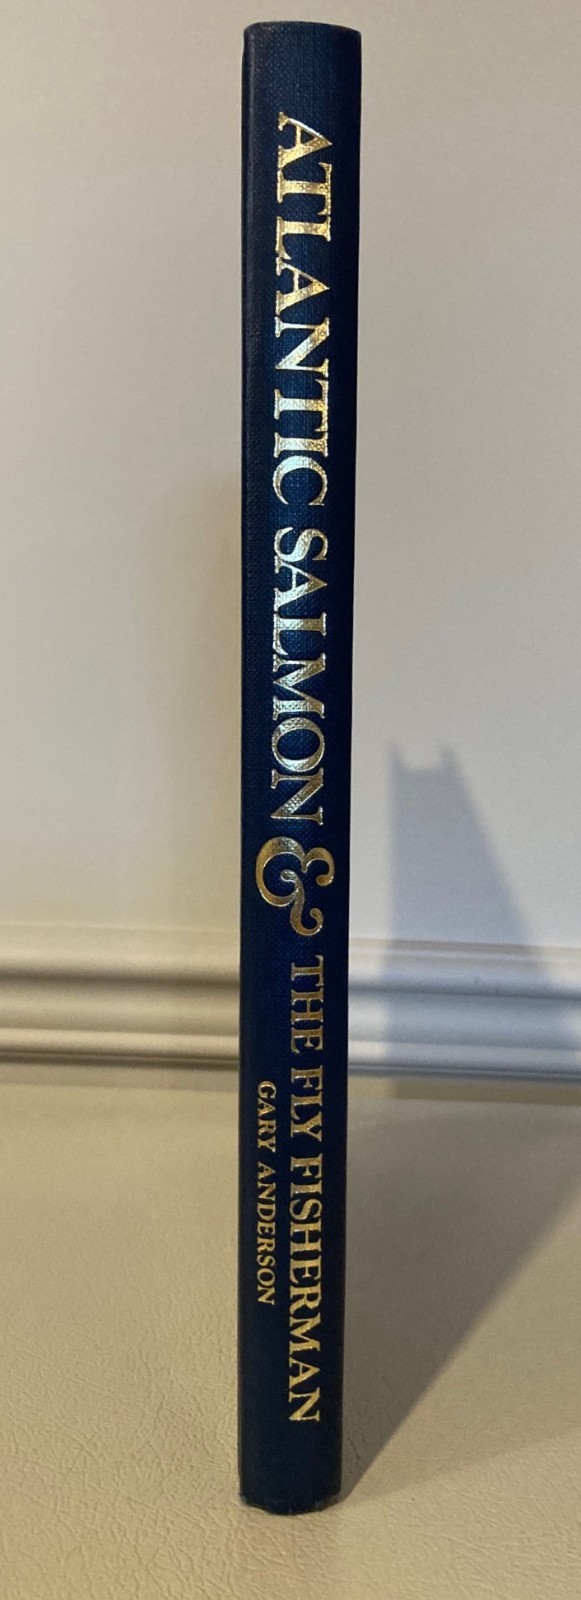 ATLANTIC SALMON & THE FLY FISHERMAN
GARY ANDERSON